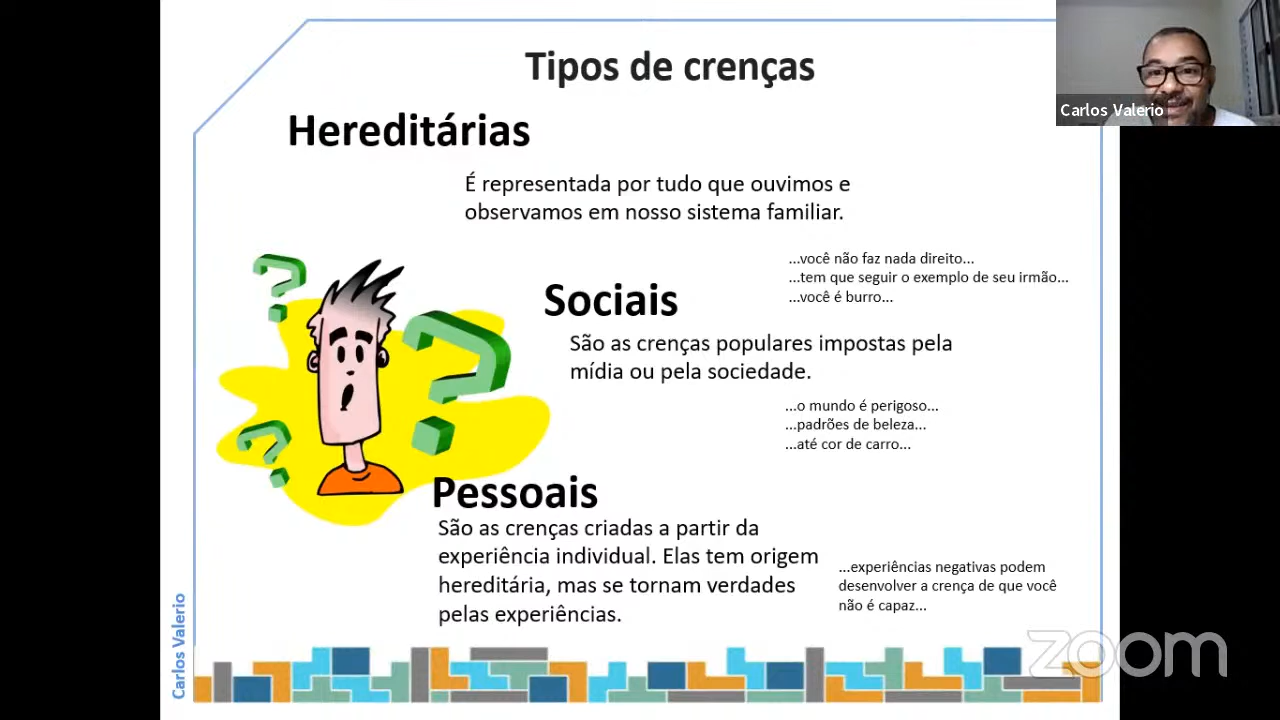 Tipos de crenças
Carlos Valerio
Hereditárias
É representada por tudo que ouvimos e
observamos em nosso sistema familiar.
...você não faz nada direito...
...tem que seguir o exemplo de seu irmão...
...você é burro...
Sociais
São as crenças populares impostas pela
mídia ou pela sociedade.
...o mundo é perigoso...
...padrões de beleza...
...até cor de carro...
Pessoais
São as crenças criadas a partir da
experiência individual. Elas tem origem
hereditária, mas se tornam verdades
pelas experiências.
...experiências negativas podem
desenvolver a crença de que você
não é capaz...
Carlos Valerio
zoom